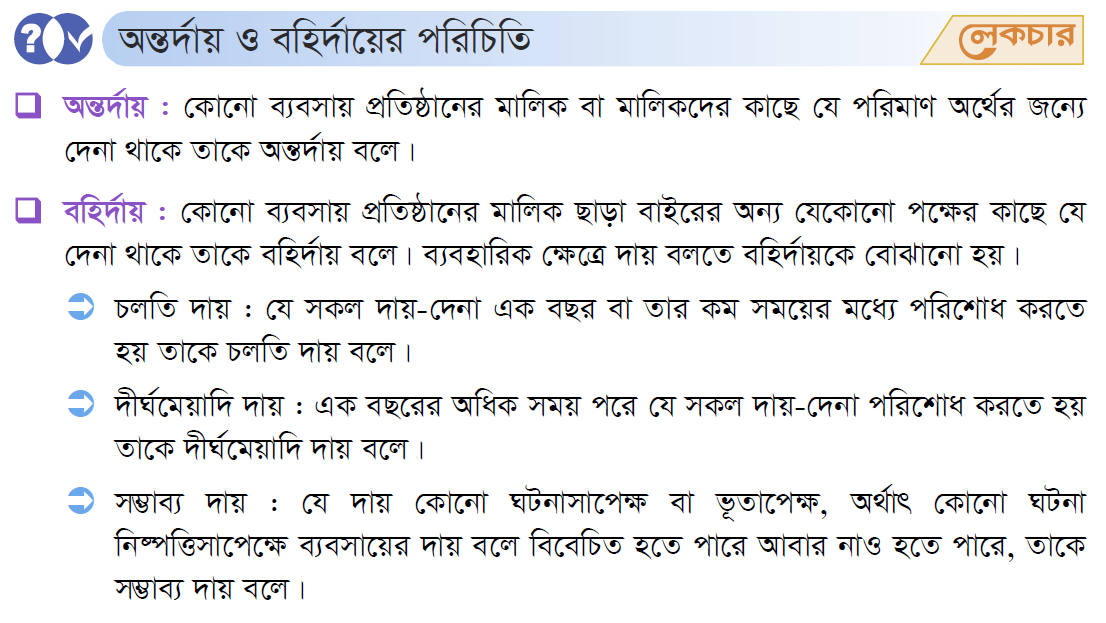 অন্তর্দায় ও বহির্দায়ের পরিচিতি
লেকচার
অন্তর্দায় : কোনো ব্যবসায় প্রতিষ্ঠানের মালিক বা মালিকদের কাছে যে পরিমাণ অর্থের জন্যে
দেনা থাকে তাকে অন্তর্দায় বলে।
বহির্দায় : কোনো ব্যবসায় প্রতিষ্ঠানের মালিক ছাড়া বাইরের অন্য যেকোনো পক্ষের কাছে যে
দেনা থাকে তাকে বহির্দায় বলে। ব্যবহারিক ক্ষেত্রে দায় বলতে বহির্দায়কে বোঝানো হয়।
চলতি দায় : যে সকল দায়-দেনা এক বছর বা তার কম সময়ের মধ্যে পরিশোধ করতে
হয় তাকে চলতি দায় বলে।
দীর্ঘমেয়াদি দায় : এক বছরের অধিক সময় পরে যে সকল দায়-দেনা পরিশোধ করতে হয়
তাকে দীর্ঘমেয়াদি দায় বলে।
সম্ভাব্য দায় : যে দায় কোনো ঘটনাসাপেক্ষ বা ভূতাপেক্ষ, অর্থাৎ কোনো ঘটনা
নিষ্পত্তিসাপেক্ষে ব্যবসায়ের দায় বলে বিবেচিত হতে পারে আবার নাও হতে পারে, তাকে
সম্ভাব্য দায় বলে।